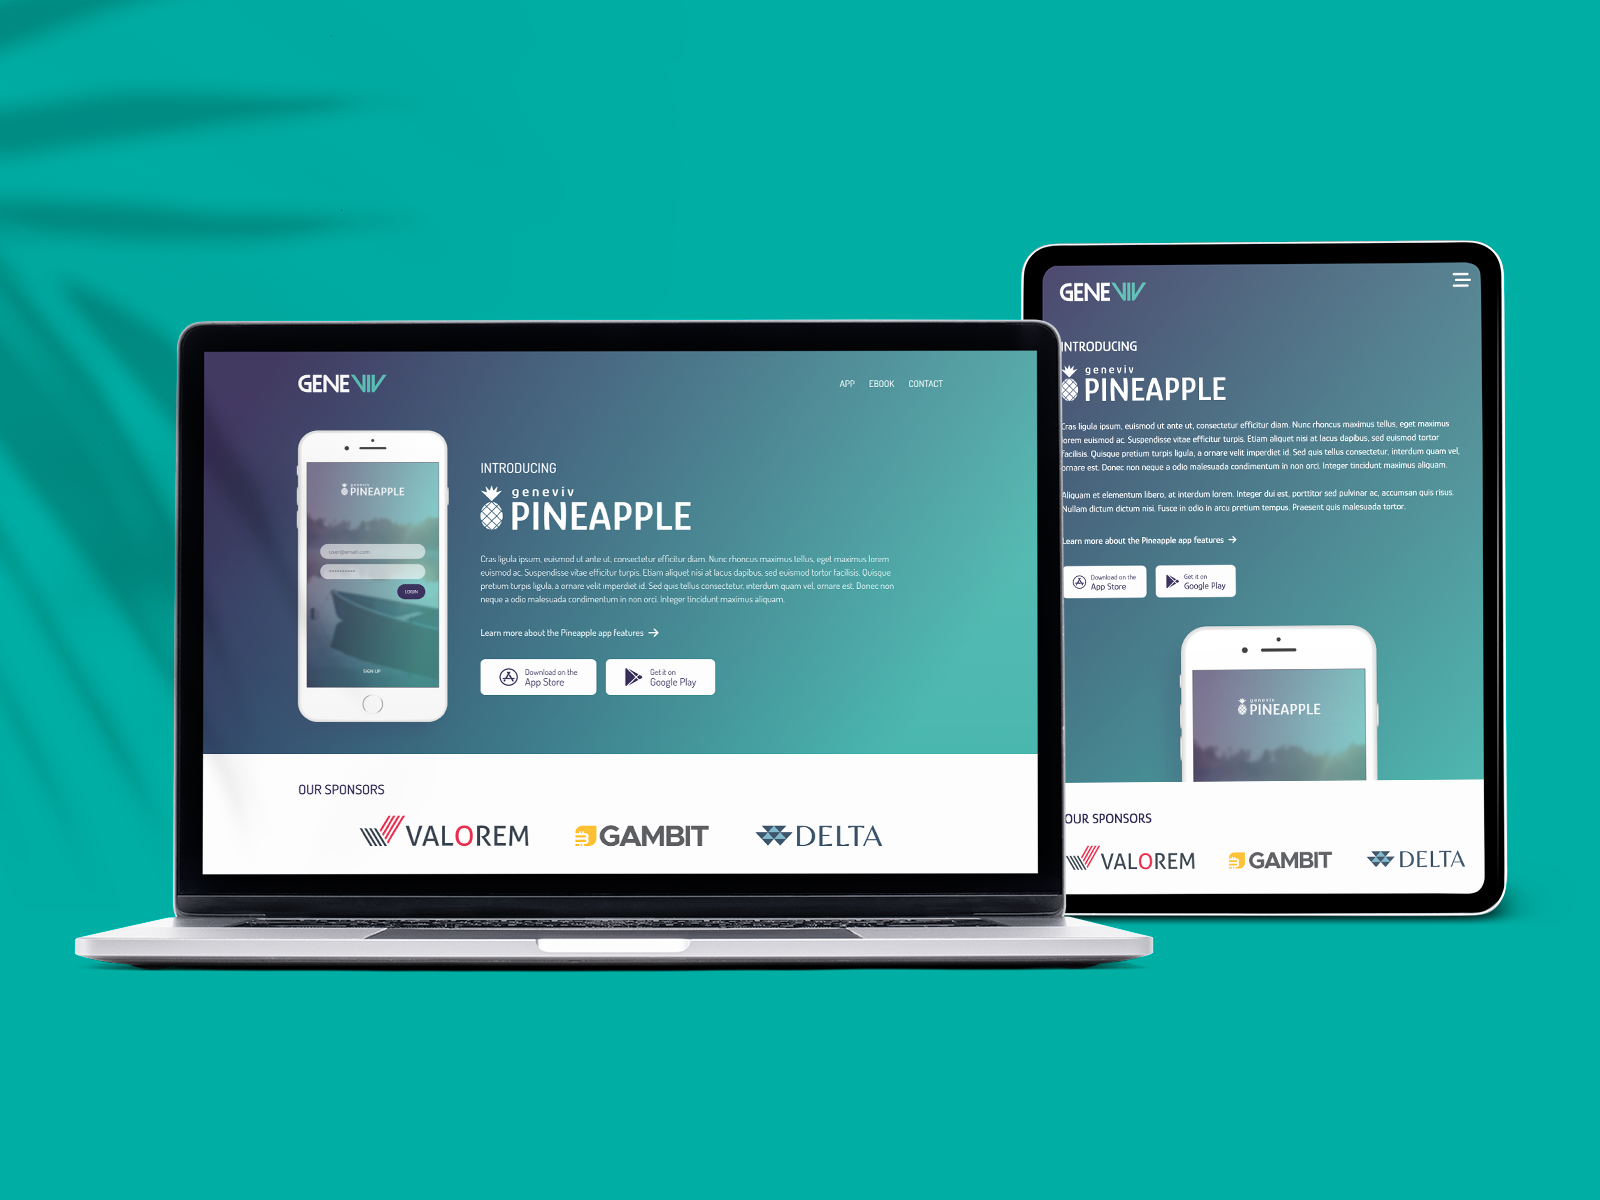 GENEVIV
APP EBOOK CONTACT
geneviv
PINEAPPLE
user@email.com
LOGIN
SIGN UP
INTRODUCING
geneviv
PINEAPPLE
Cras ligula ipsum, euismod ut ante ut, consectetur efficitur diam. Nunc rhoncus maximus tellus, eget maximus lorem
euismod ac. Suspendisse vitae efficitur turpis. Etiam aliquet nisi at lacus dapibus, sed euismod tortor facilisis. Quisque
pretium turpis ligula, a ornare velit imperdiet id. Sed quis tellus consectetur, interdum quam vel, ornare est. Donec non
neque a odio malesuada condimentum in non orci. Integer tincidunt maximus aliquam.
Learn more about the Pineapple app features →
Download on the
App Store
Get it on
Google Play
OUR SPONSORS
VALOREM
GAMBIT
DELTA
GENEVIV
INTRODUCING
geneviv
PINEAPPLE
Cras ligula ipsum, euismod ut ante ut, consectetur efficitur diam. Nunc rhoncus maximus tellus, eget maximus
lorem euismod ac. Suspendisse vitae efficitur turpis. Etiam aliquet nisi at lacus dapibus, sed euismod tortor
facilisis. Quisque pretium turpis ligula, a ornare velit imperdiet id. Sed quis tellus consectetur, interdum quam vel,
ornare est. Donec non neque a odio malesuada condimentum in non orci. Integer tincidunt maximus aliquam.
Aliquam et elementum libero, at interdum lorem. Integer dui est, porttitor sed pulvinar ac, accumsan quis risus.
Nullam dictum dictum nisi. Fusce in odio in arcu pretium tempus. Praesent quis malesuada tortor.
Learn more about the Pineapple app features →
Download on the
App Store
Get it on
Google Play
geneviv
PINEAPPLE
OUR SPONSORS
VALOREM
GAMBIT
DELTA